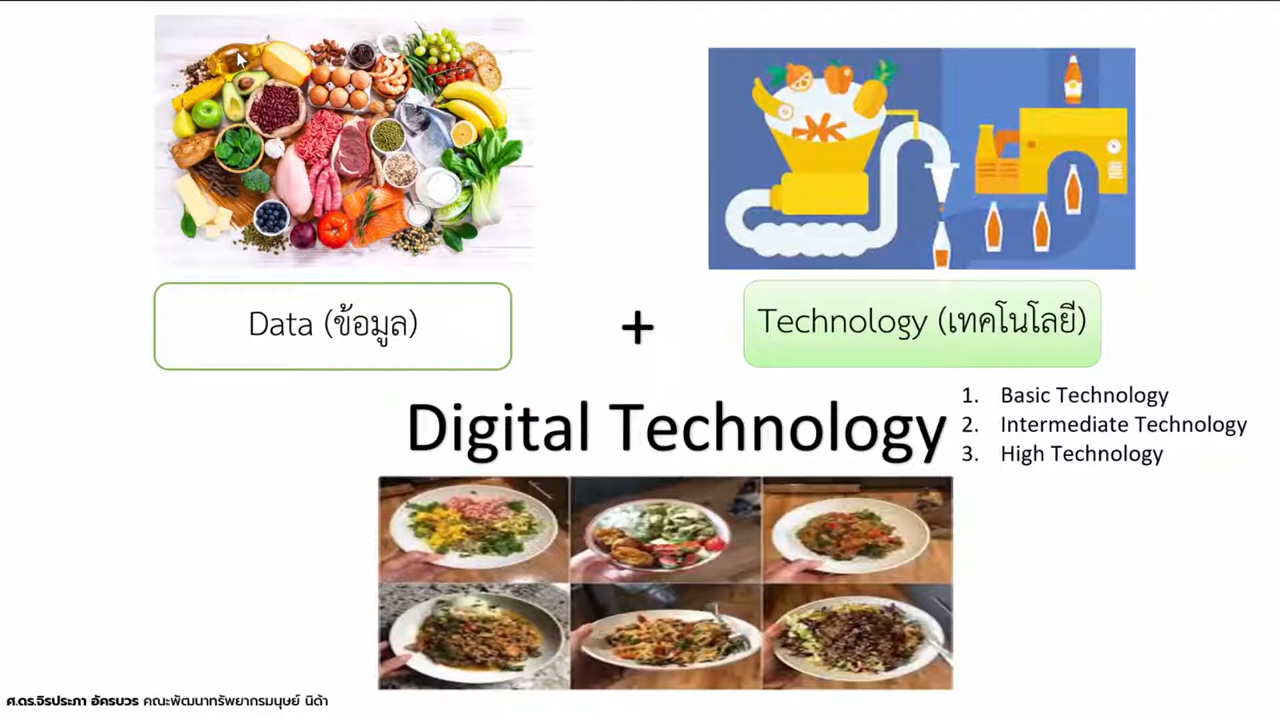 Data (ข้อมูล)
+
Technology (เทคโนโลยี)
Digital Technology
1. Basic Technology
2. Intermediate Technology
3. High Technology
ศ.ดร.จิรประภา อัครบวร คณะพัฒนาทรัพยากรมนุษย์ นิด้า